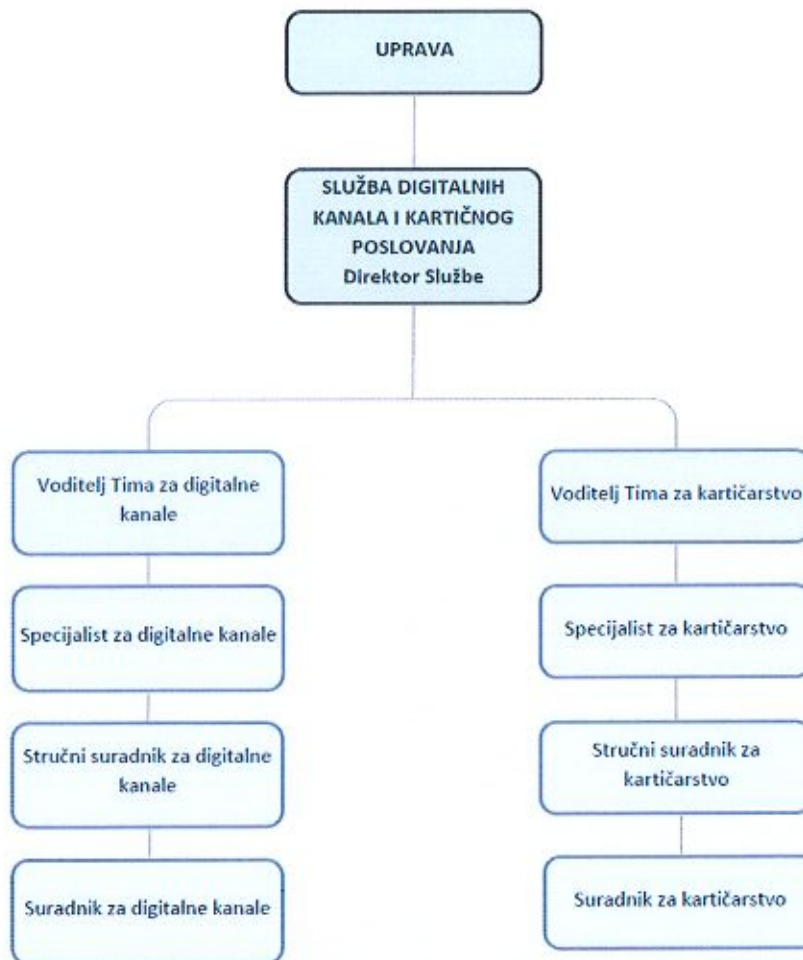 UPRAVA
SLUŽBA DIGITALNIH
KANALA I KARTIČNOG
POSLOVANJA
Direktor Službe
Voditelj Tima za digitalne
kanale
Specijalist za digitalne kanale
Stručni suradnik za digitalne
kanale
Suradnik za digitalne kanale
Voditelj Tima za kartičarstvo
Specijalist za kartičarstvo
Stručni suradnik za
kartičarstvo
Suradnik za kartičarstvo